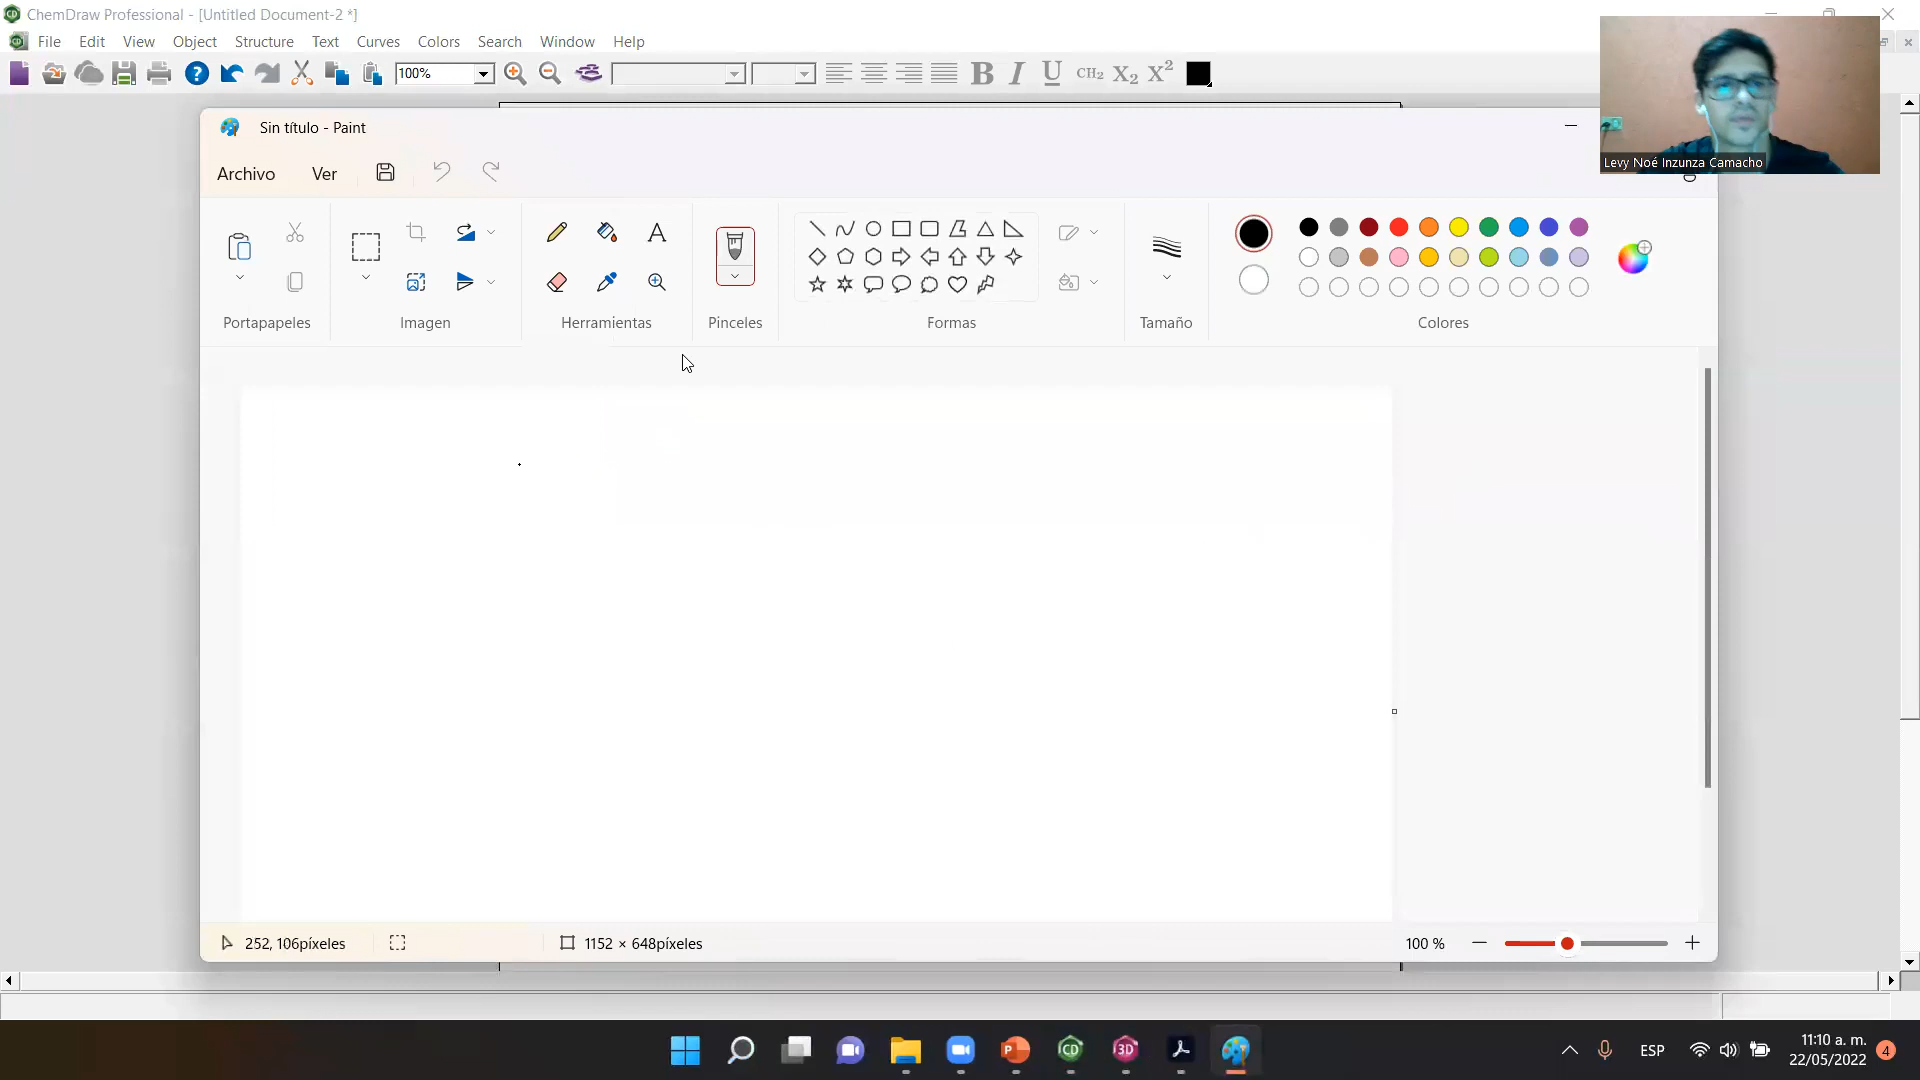 ChemDraw Professional - [Untitled Document-2 *]
File Edit View Object Structure Text Curves Colors Search Window Help
100%
B I U CH2 X2 X2
Levy Noé Inzunza Camacho
Sin título - Paint
Archivo Ver
Portapapeles Imagen Herramientas Pinceles Formas Tamaño Colores
252, 106píxeles 1152 × 648píxeles 100 %
ESP 11:10 a. m.
22/05/2022 4